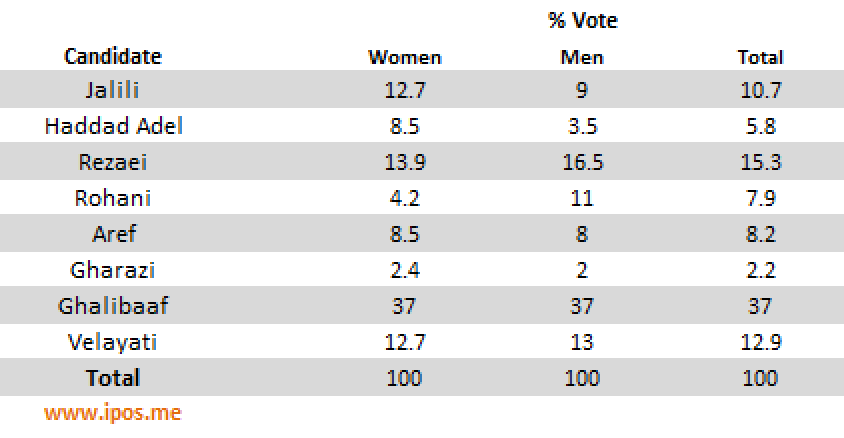 % Vote
Candidate Women Men Total
Jalili 12.7 9 10.7
Haddad Adel 8.5 3.5 5.8
Rezaei 13.9 16.5 15.3
Rohani 4.2 11 7.9
Aref 8.5 8 8.2
Gharazi 2.4 2 2.2
Ghalibaaf 37 37 37
Velayati 12.7 13 12.9
Total 100 100 100
www.ipos.me